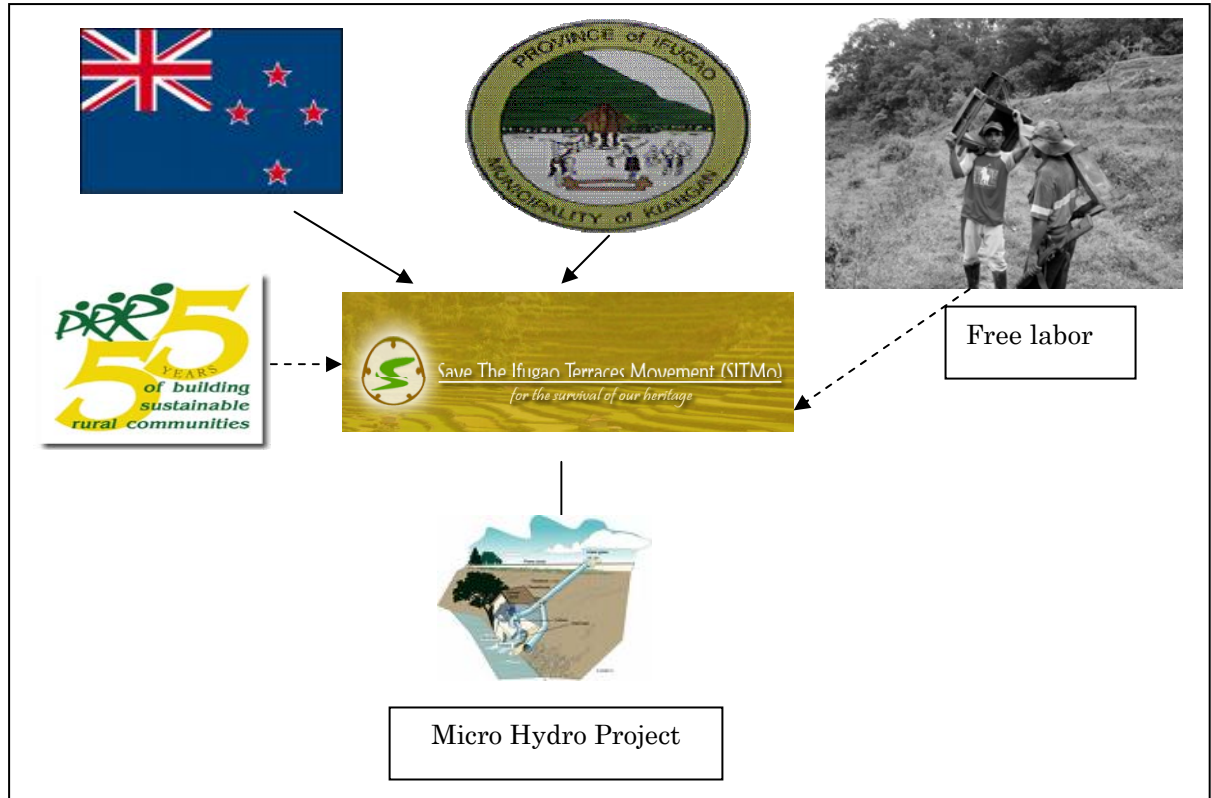 PROVINCE of IFUGAO
MUNICIPALITY of KIANGAN
PRRM
55
YEARS
of building
sustainable
rural communities
Save The Ifugao Terraces Movement (SITMo)
for the survival of our heritage
Free labor
Micro Hydro Project